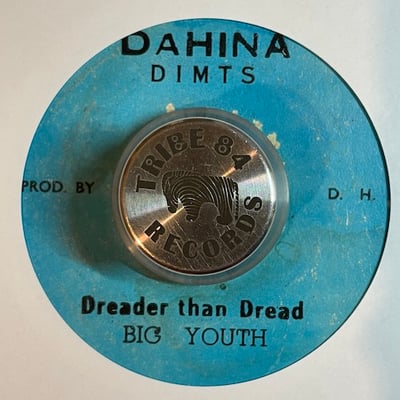 DAHINA
DIMTS
TRIBE 84
RECORDS
PROD. BY
D. H.
Dreader than Dread
BIG YOUTH